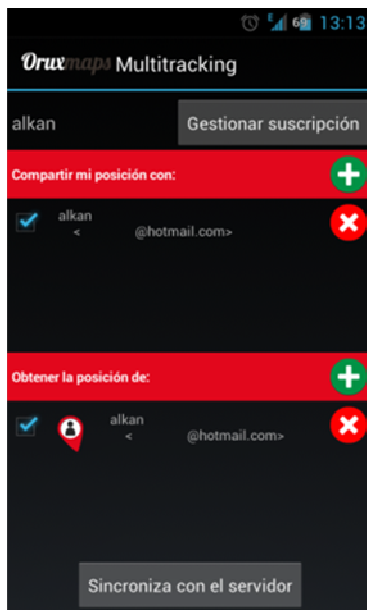 E 69 13:13
Oruxmaps Multitracking
alkan Gestionar suscripción
Compartir mi posición con:
alkan
< @hotmail.com>
Obtener la posición de:
alkan
< @hotmail.com>
Sincroniza con el servidor